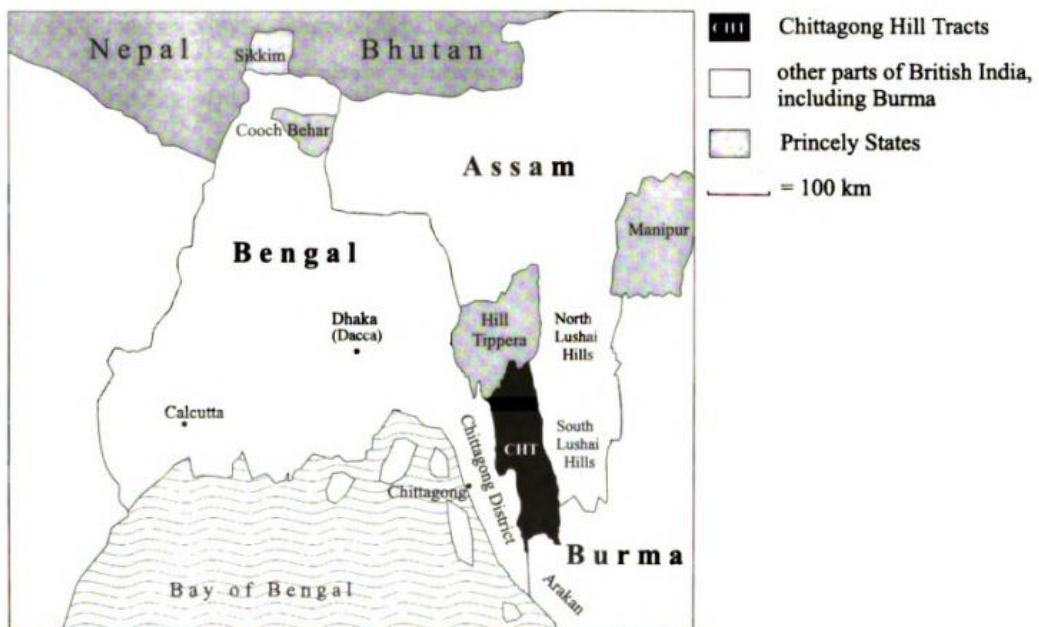 Nepal
Sikkim
Bhutan
Cooch Behar
Assam
Manipur
Bengal
Dhaka
(Dacca)
Hill
Tippera
North
Lushai
Hills
Calcutta
CHT
South
Lushai
Hills
Chittagong District
Chittagong
Burma
Arakan
Bay of Bengal
CHT Chittagong Hill Tracts
other parts of British India,
including Burma
Princely States
= 100 km